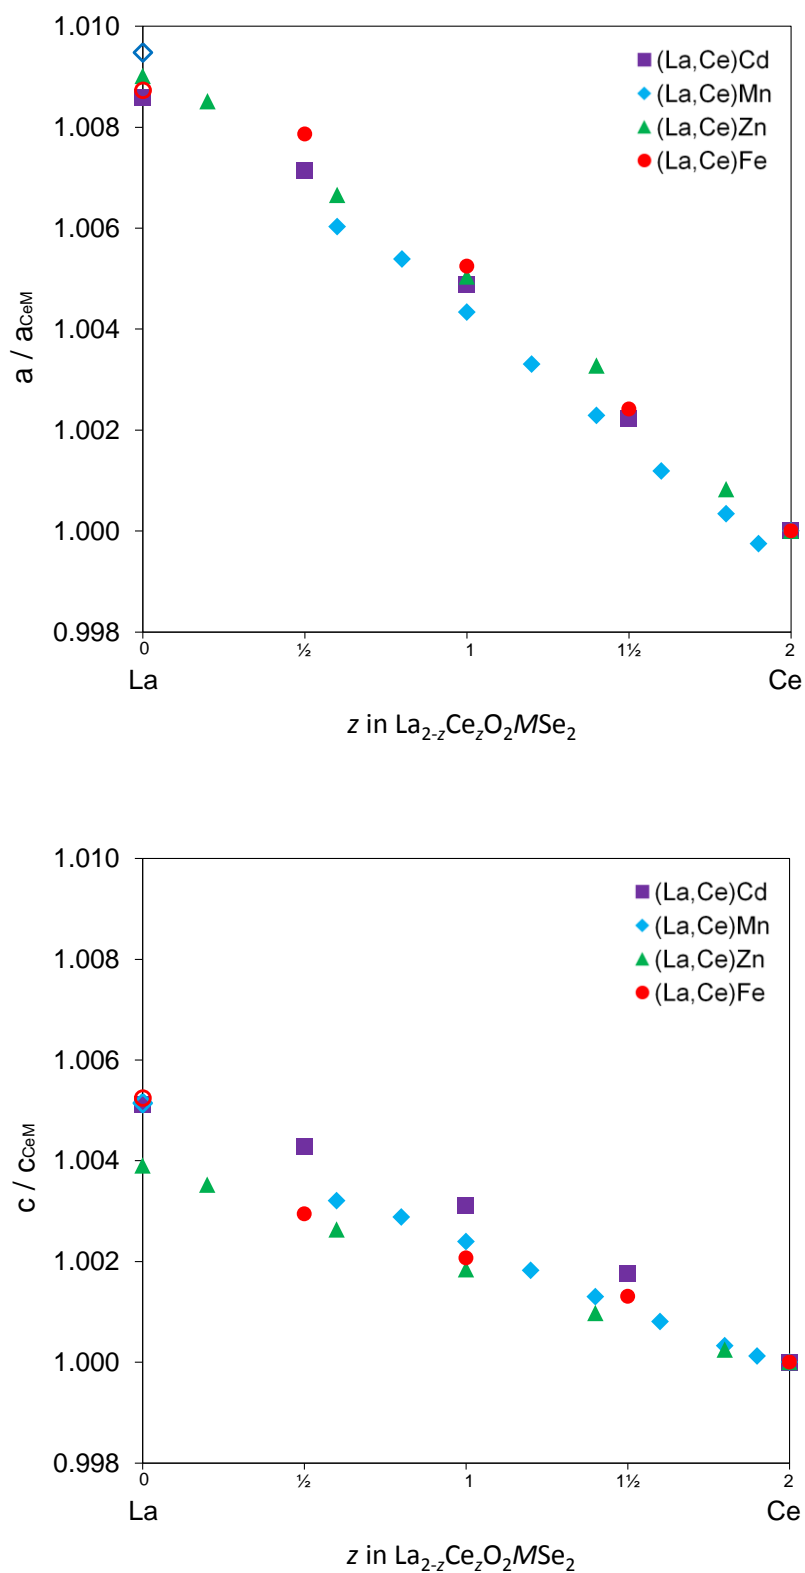 1.010
1.008
1.006
1.004
1.002
1.000
0.998
a / aCeM
(La,Ce)Cd
(La,Ce)Mn
(La,Ce)Zn
(La,Ce)Fe
0 ½ 1 1½ 2
La Ce
z in La2-zCezO2MSe2
1.010
1.008
1.006
1.004
1.002
1.000
0.998
c / cCeM
(La,Ce)Cd
(La,Ce)Mn
(La,Ce)Zn
(La,Ce)Fe
0 ½ 1 1½ 2
La Ce
z in La2-zCezO2MSe2